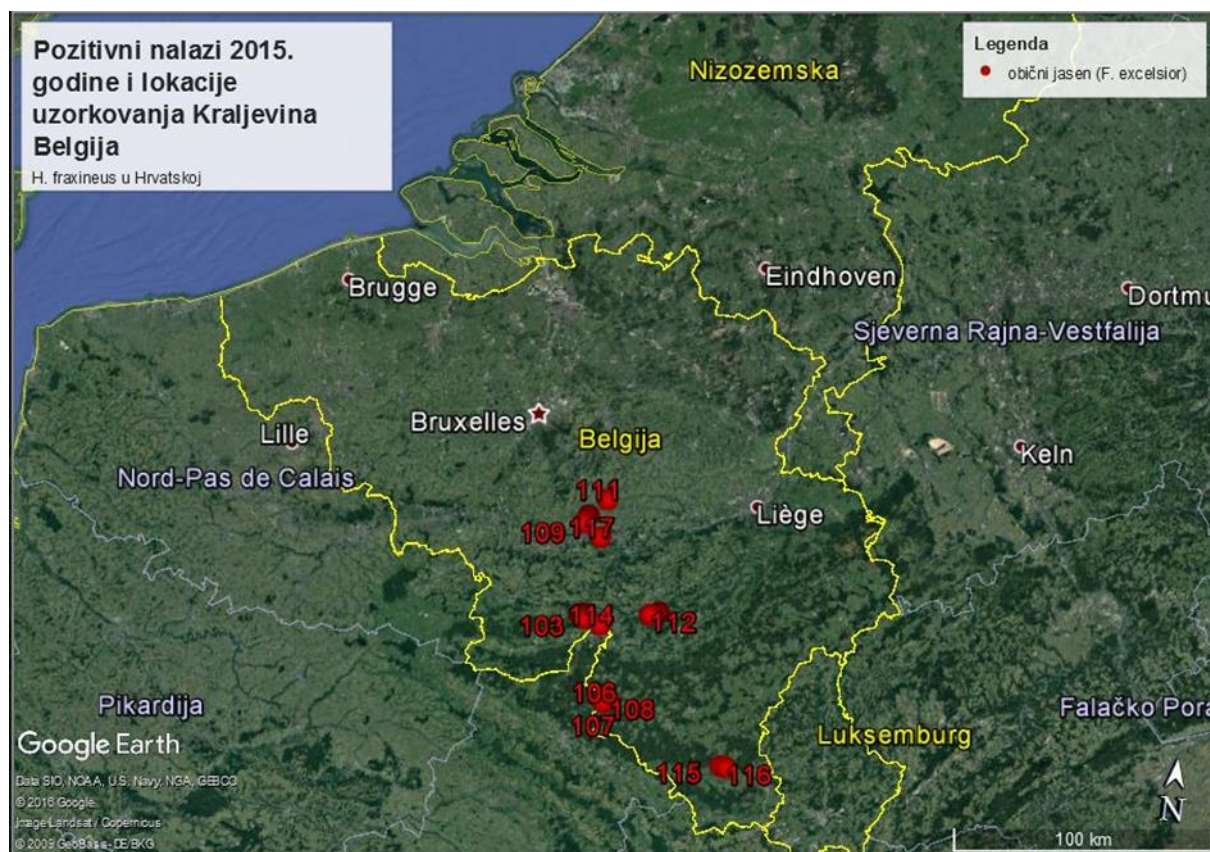 Pozitivni nalazi 2015.
godine i lokacije
uzorkovanja Kraljevina
Belgija
H. fraxineus u Hrvatskoj
Legenda
obični jasen (F. excelsior)
Nizozemska
Brugge
Eindhoven
Dortmu
Sjeverna Rajna-Vestfalija
Bruxelles
Belgija
Lille
Keln
Nord-Pas de Calais
111
Liège
109
117
103
114
112
106
108
107
Pikardija
Falačko Pora
Luksemburg
115
116
Google Earth
Data SIO, NOAA, U.S. Navy, NGA, GEBCO
© 2016 Google
Image Landsat / Copernicus
© 2009 GeoBasis-DE/BKG
N
100 km